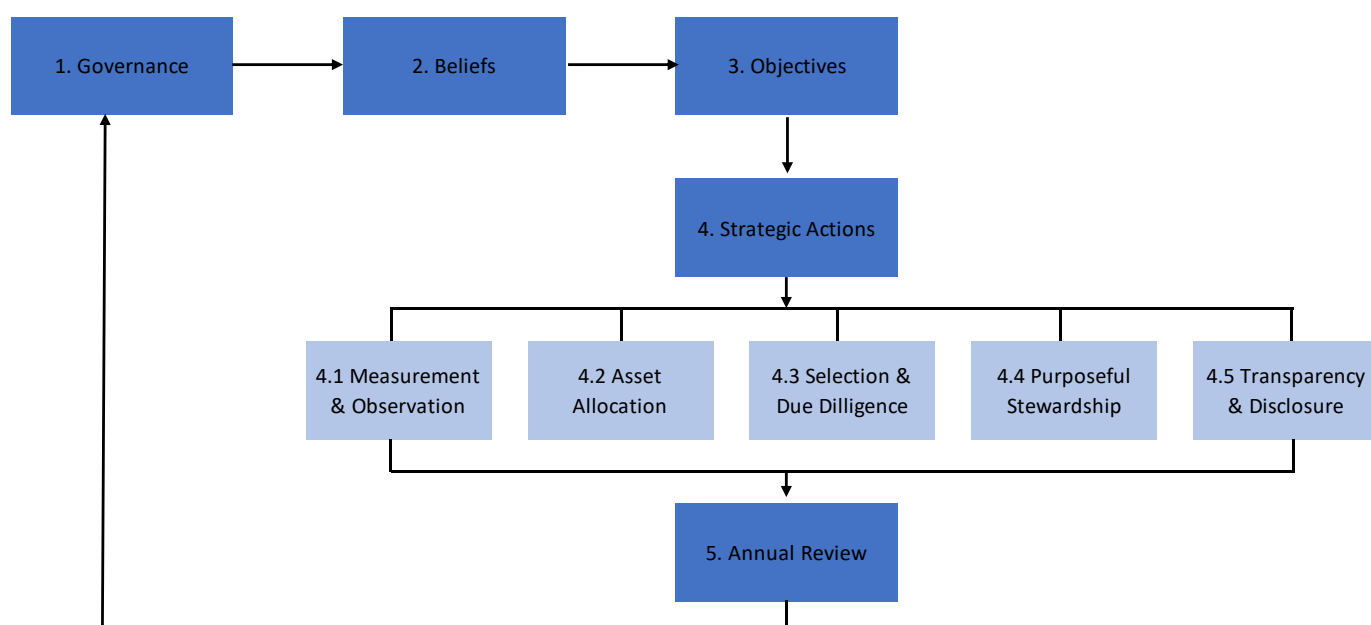 1. Governance
2. Beliefs
3. Objectives
4. Strategic Actions
4.1 Measurement
& Observation
4.2 Asset
Allocation
4.3 Selection &
Due Dilligence
4.4 Purposeful
Stewardship
4.5 Transparency
& Disclosure
5. Annual Review